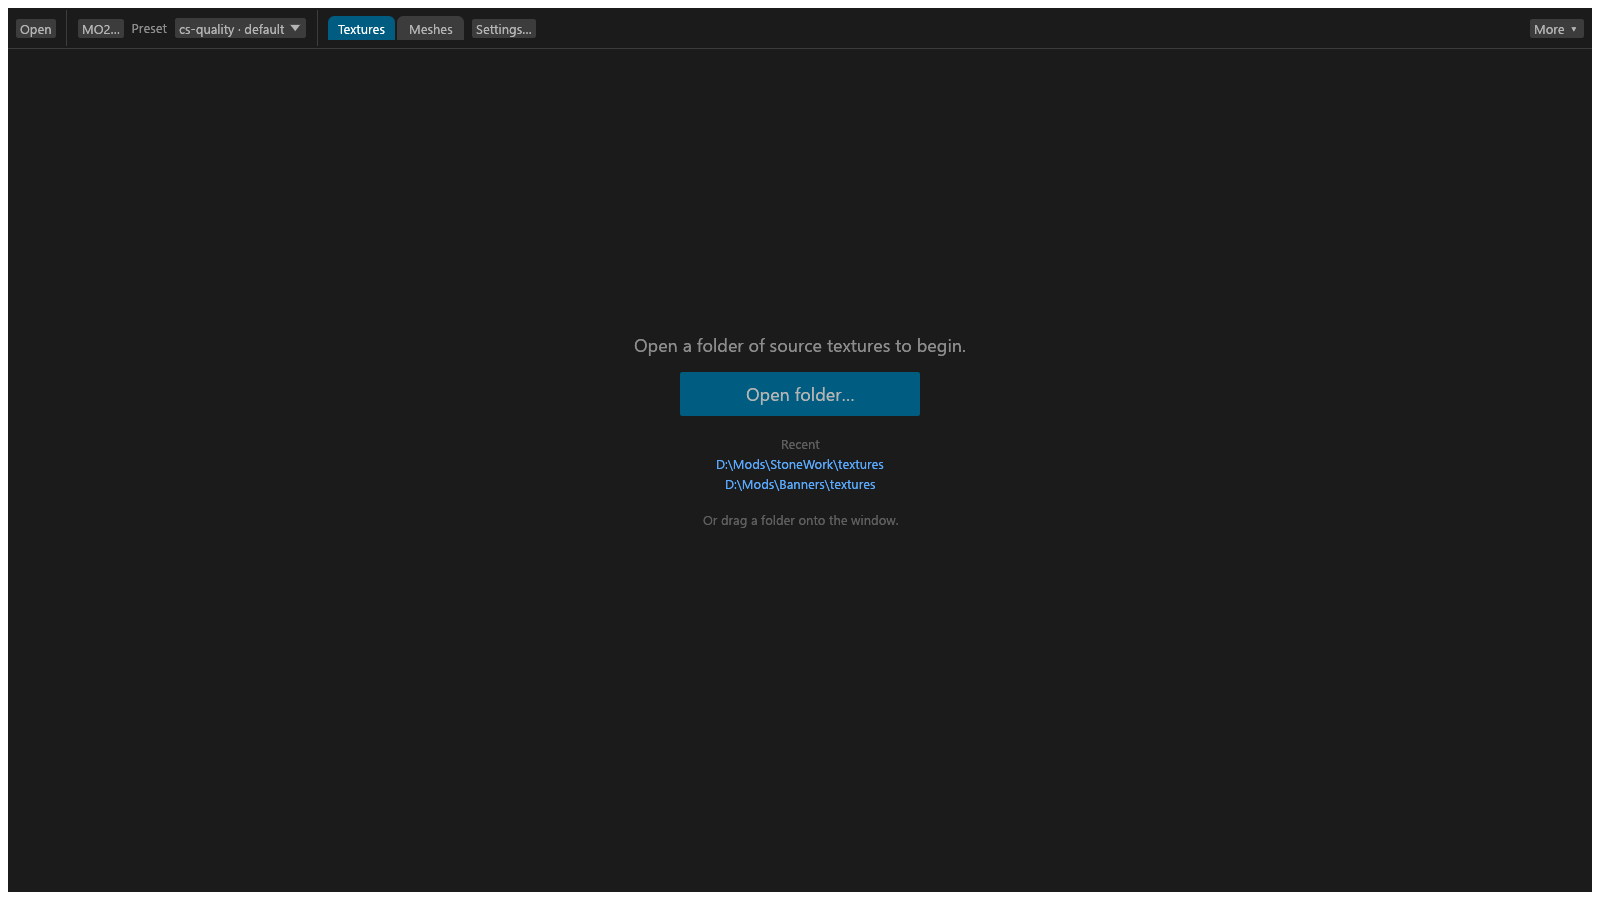 Open MO2... Preset cs-quality · default Textures Meshes Settings... More
Open a folder of source textures to begin.
Open folder...
Recent
D:\Mods\StoneWork\textures
D:\Mods\Banners\textures
Or drag a folder onto the window.